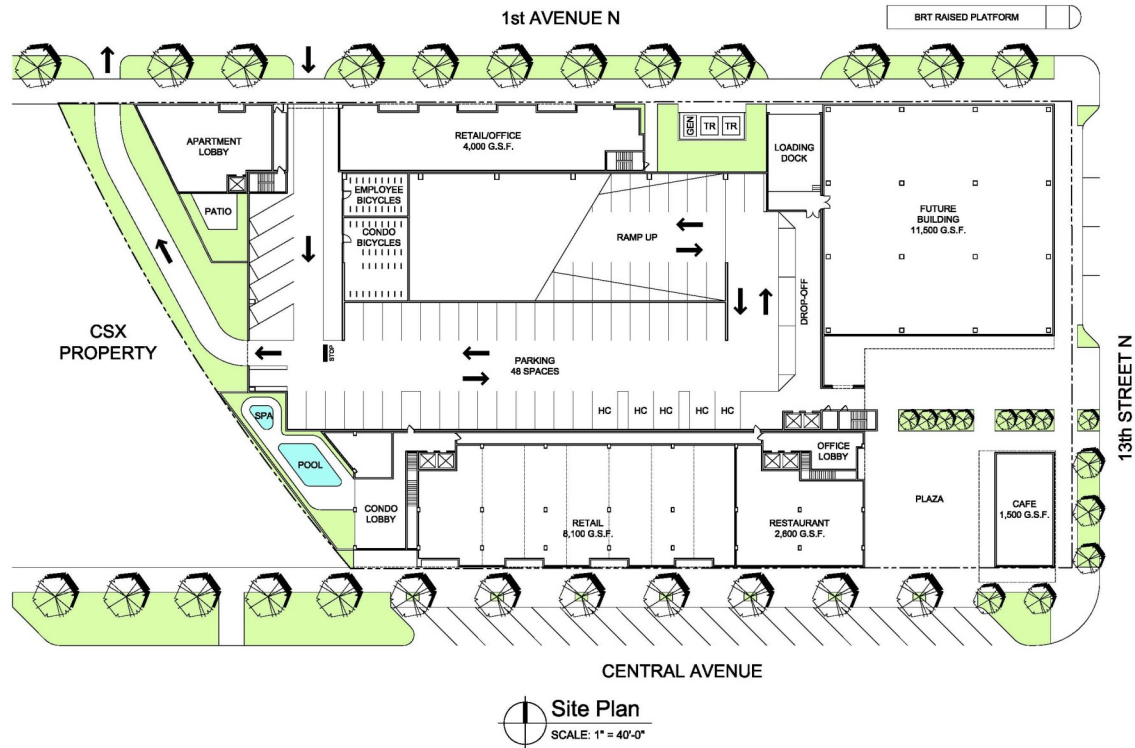 1st AVENUE N
BRT RAISED PLATFORM
APARTMENT
LOBBY
RETAIL/OFFICE
4,000 G.S.F.
GEN
TR
TR
LOADING
DOCK
PATIO
EMPLOYEE
BICYCLES
CONDO
BICYCLES
RAMP UP
FUTURE
BUILDING
11,500 G.S.F.
DROP-OFF
CSX
PROPERTY
STOP
PARKING
48 SPACES
13th STREET N
SPA
HC
HC
HC
HC
HC
POOL
OFFICE
LOBBY
CONDO
LOBBY
RETAIL
8,100 G.S.F.
RESTAURANT
2,600 G.S.F.
PLAZA
CAFE
1,500 G.S.F.
CENTRAL AVENUE
Site Plan
SCALE: 1" = 40'-0"